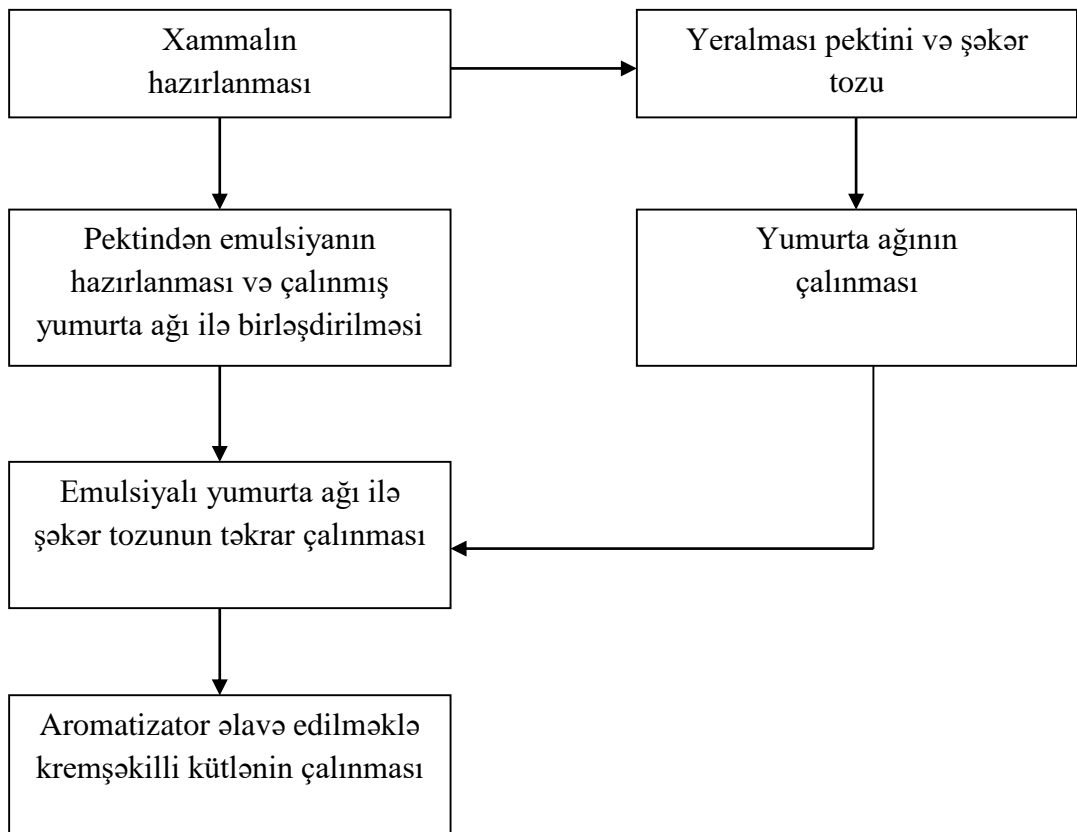 Xammalın
hazırlanması
Yeralması pektini və şəkər
tozu
Pektindən emulsiyanın
hazırlanması və çalınmış
yumurta ağı ilə birləşdirilməsi
Yumurta ağının
çalınması
Emulsiyalı yumurta ağı ilə
şəkər tozunun təkrar çalınması
Aromatizator əlavə edilməklə
kremşəkilli kütlənin çalınması